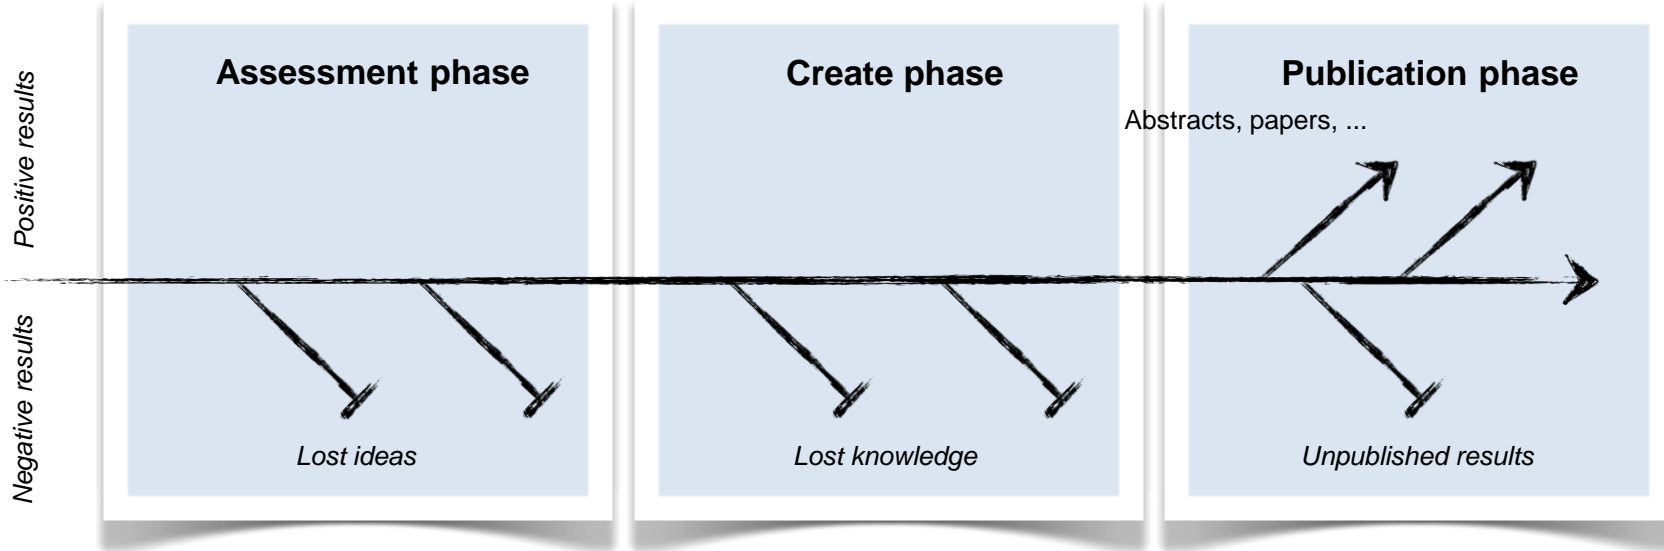 Positive results
Negative results
Assessment phase
Lost ideas
Create phase
Lost knowledge
Publication phase
Abstracts, papers, ...
Unpublished results